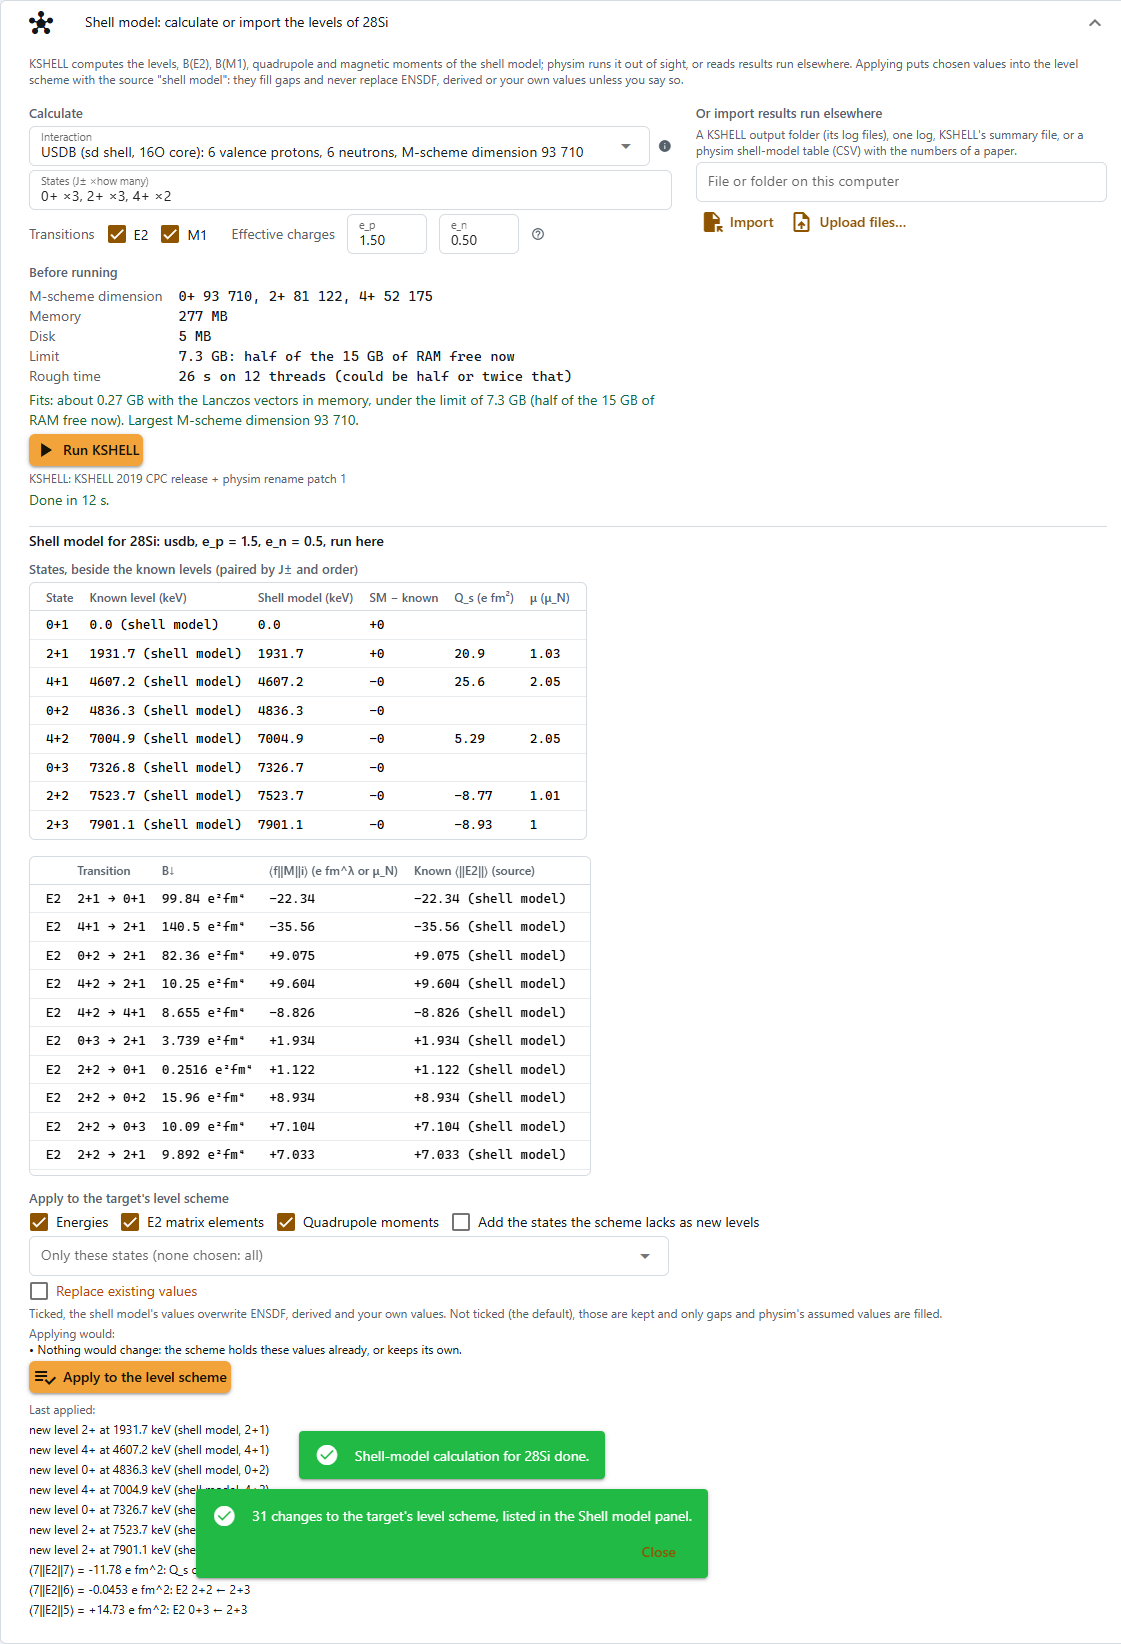 Shell model: calculate or import the levels of 28Si
KSHELL computes the levels, B(E2), B(M1), quadrupole and magnetic moments of the shell model; physim runs it out of sight, or reads results run elsewhere. Applying puts chosen values into the level
scheme with the source "shell model": they fill gaps and never replace ENSDF, derived or your own values unless you say so.
Calculate
Interaction
USDB (sd shell, 16O core): 6 valence protons, 6 neutrons, M-scheme dimension 93 710
States (J± ×how many)
0+ ×3, 2+ ×3, 4+ ×2
Transitions E2 M1 Effective charges e_p 1.50 e_n 0.50
Or import results run elsewhere
A KSHELL output folder (its log files), one log, KSHELL's summary file, or a
physim shell-model table (CSV) with the numbers of a paper.
File or folder on this computer
Import Upload files...
Before running
M-scheme dimension 0+ 93 710, 2+ 81 122, 4+ 52 175
Memory 277 MB
Disk 5 MB
Limit 7.3 GB: half of the 15 GB of RAM free now
Rough time 26 s on 12 threads (could be half or twice that)
Fits: about 0.27 GB with the Lanczos vectors in memory, under the limit of 7.3 GB (half of the 15 GB of
RAM free now). Largest M-scheme dimension 93 710.
Run KSHELL
KSHELL: KSHELL 2019 CPC release + physim rename patch 1
Done in 12 s.
Shell model for 28Si: usdb, e_p = 1.5, e_n = 0.5, run here
States, beside the known levels (paired by J± and order)
State Known level (keV) Shell model (keV) SM − known Q_s (e fm²) μ (μ_N)
0+1 0.0 (shell model) 0.0 +0
2+1 1931.7 (shell model) 1931.7 +0 20.9 1.03
4+1 4607.2 (shell model) 4607.2 −0 25.6 2.05
0+2 4836.3 (shell model) 4836.3 −0
4+2 7004.9 (shell model) 7004.9 −0 5.29 2.05
0+3 7326.8 (shell model) 7326.7 −0
2+2 7523.7 (shell model) 7523.7 −0 −8.77 1.01
2+3 7901.1 (shell model) 7901.1 −0 −8.93 1
Transition B↓ ⟨f||M||i⟩ (e fm^λ or μ_N) Known ⟨||E2||⟩ (source)
E2 2+1 → 0+1 99.84 e²fm⁴ −22.34 −22.34 (shell model)
E2 4+1 → 2+1 140.5 e²fm⁴ −35.56 −35.56 (shell model)
E2 0+2 → 2+1 82.36 e²fm⁴ +9.075 +9.075 (shell model)
E2 4+2 → 2+1 10.25 e²fm⁴ +9.604 +9.604 (shell model)
E2 4+2 → 4+1 8.655 e²fm⁴ −8.826 −8.826 (shell model)
E2 0+3 → 2+1 3.739 e²fm⁴ +1.934 +1.934 (shell model)
E2 2+2 → 0+1 0.2516 e²fm⁴ +1.122 +1.122 (shell model)
E2 2+2 → 0+2 15.96 e²fm⁴ +8.934 +8.934 (shell model)
E2 2+2 → 0+3 10.09 e²fm⁴ +7.104 +7.104 (shell model)
E2 2+2 → 2+1 9.892 e²fm⁴ +7.033 +7.033 (shell model)
Apply to the target's level scheme
Energies E2 matrix elements Quadrupole moments Add the states the scheme lacks as new levels
Only these states (none chosen: all)
Replace existing values
Ticked, the shell model's values overwrite ENSDF, derived and your own values. Not ticked (the default), those are kept and only gaps and physim's assumed values are filled.
Applying would:
• Nothing would change: the scheme holds these values already, or keeps its own.
Apply to the level scheme
Last applied:
new level 2+ at 1931.7 keV (shell model, 2+1)
new level 4+ at 4607.2 keV (shell model, 4+1)
new level 0+ at 4836.3 keV (shell model, 0+2)
new level 4+ at 7004.9 keV (shell model, 4+2)
new level 0+ at 7326.7 keV (she
new level 2+ at 7523.7 keV (she
new level 2+ at 7901.1 keV (she
⟨7||E2||7⟩ = -11.78 e fm^2: Q_s
⟨7||E2||6⟩ = -0.0453 e fm^2: E2 2+2 ← 2+3
⟨7||E2||5⟩ = +14.73 e fm^2: E2 0+3 ← 2+3
Shell-model calculation for 28Si done.
31 changes to the target's level scheme, listed in the Shell model panel.
Close